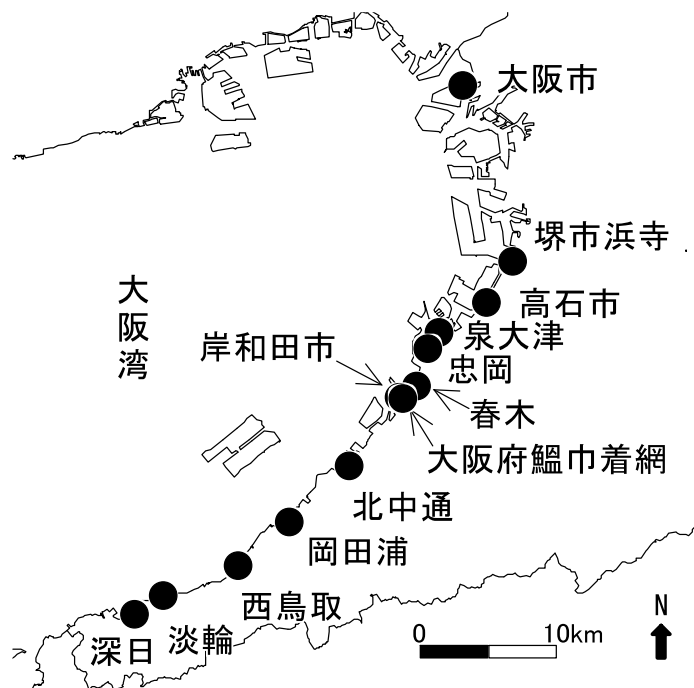 大阪市
堺市浜寺
大阪湾
高石市
泉大津
岸和田市
忠岡
春木
大阪府鰮巾着網
北中通
岡田浦
西鳥取
淡輪
深日
N
0 10km